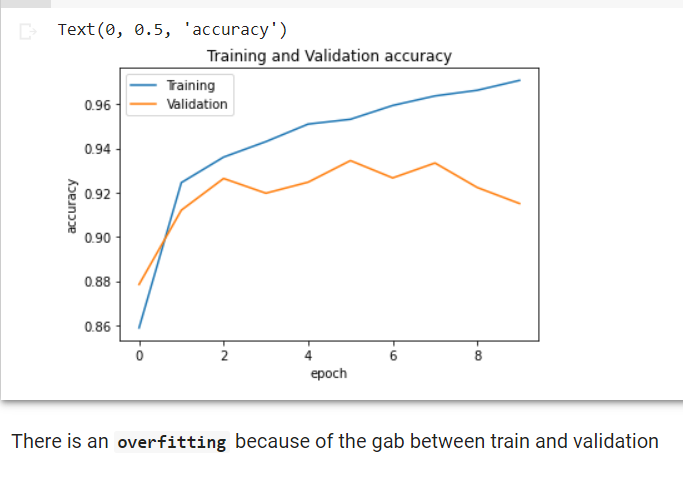 Text(0, 0.5, 'accuracy')
Training and Validation accuracy
Training
Validation
0.96
0.94
0.92
0.90
0.88
0.86
accuracy
0 2 4 6 8
epoch
There is an overfitting because of the gab between train and validation